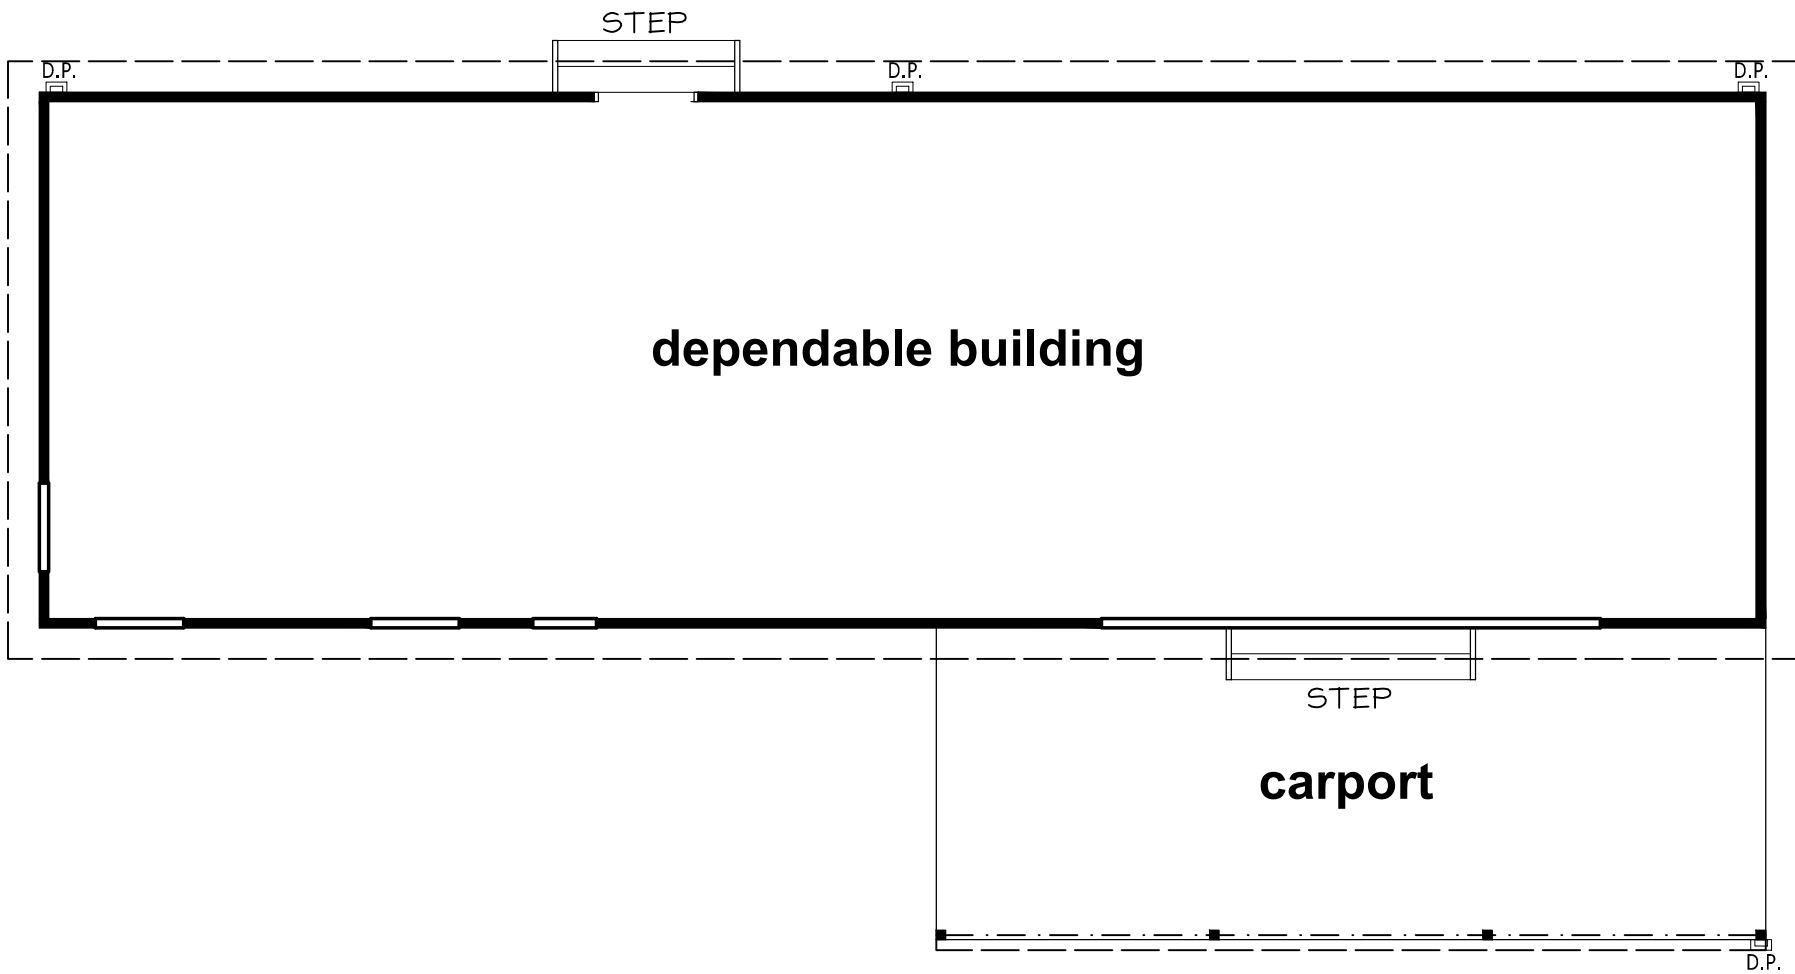 STEP
D.P.
D.P.
D.P.
dependable building
STEP
carport
D.P.